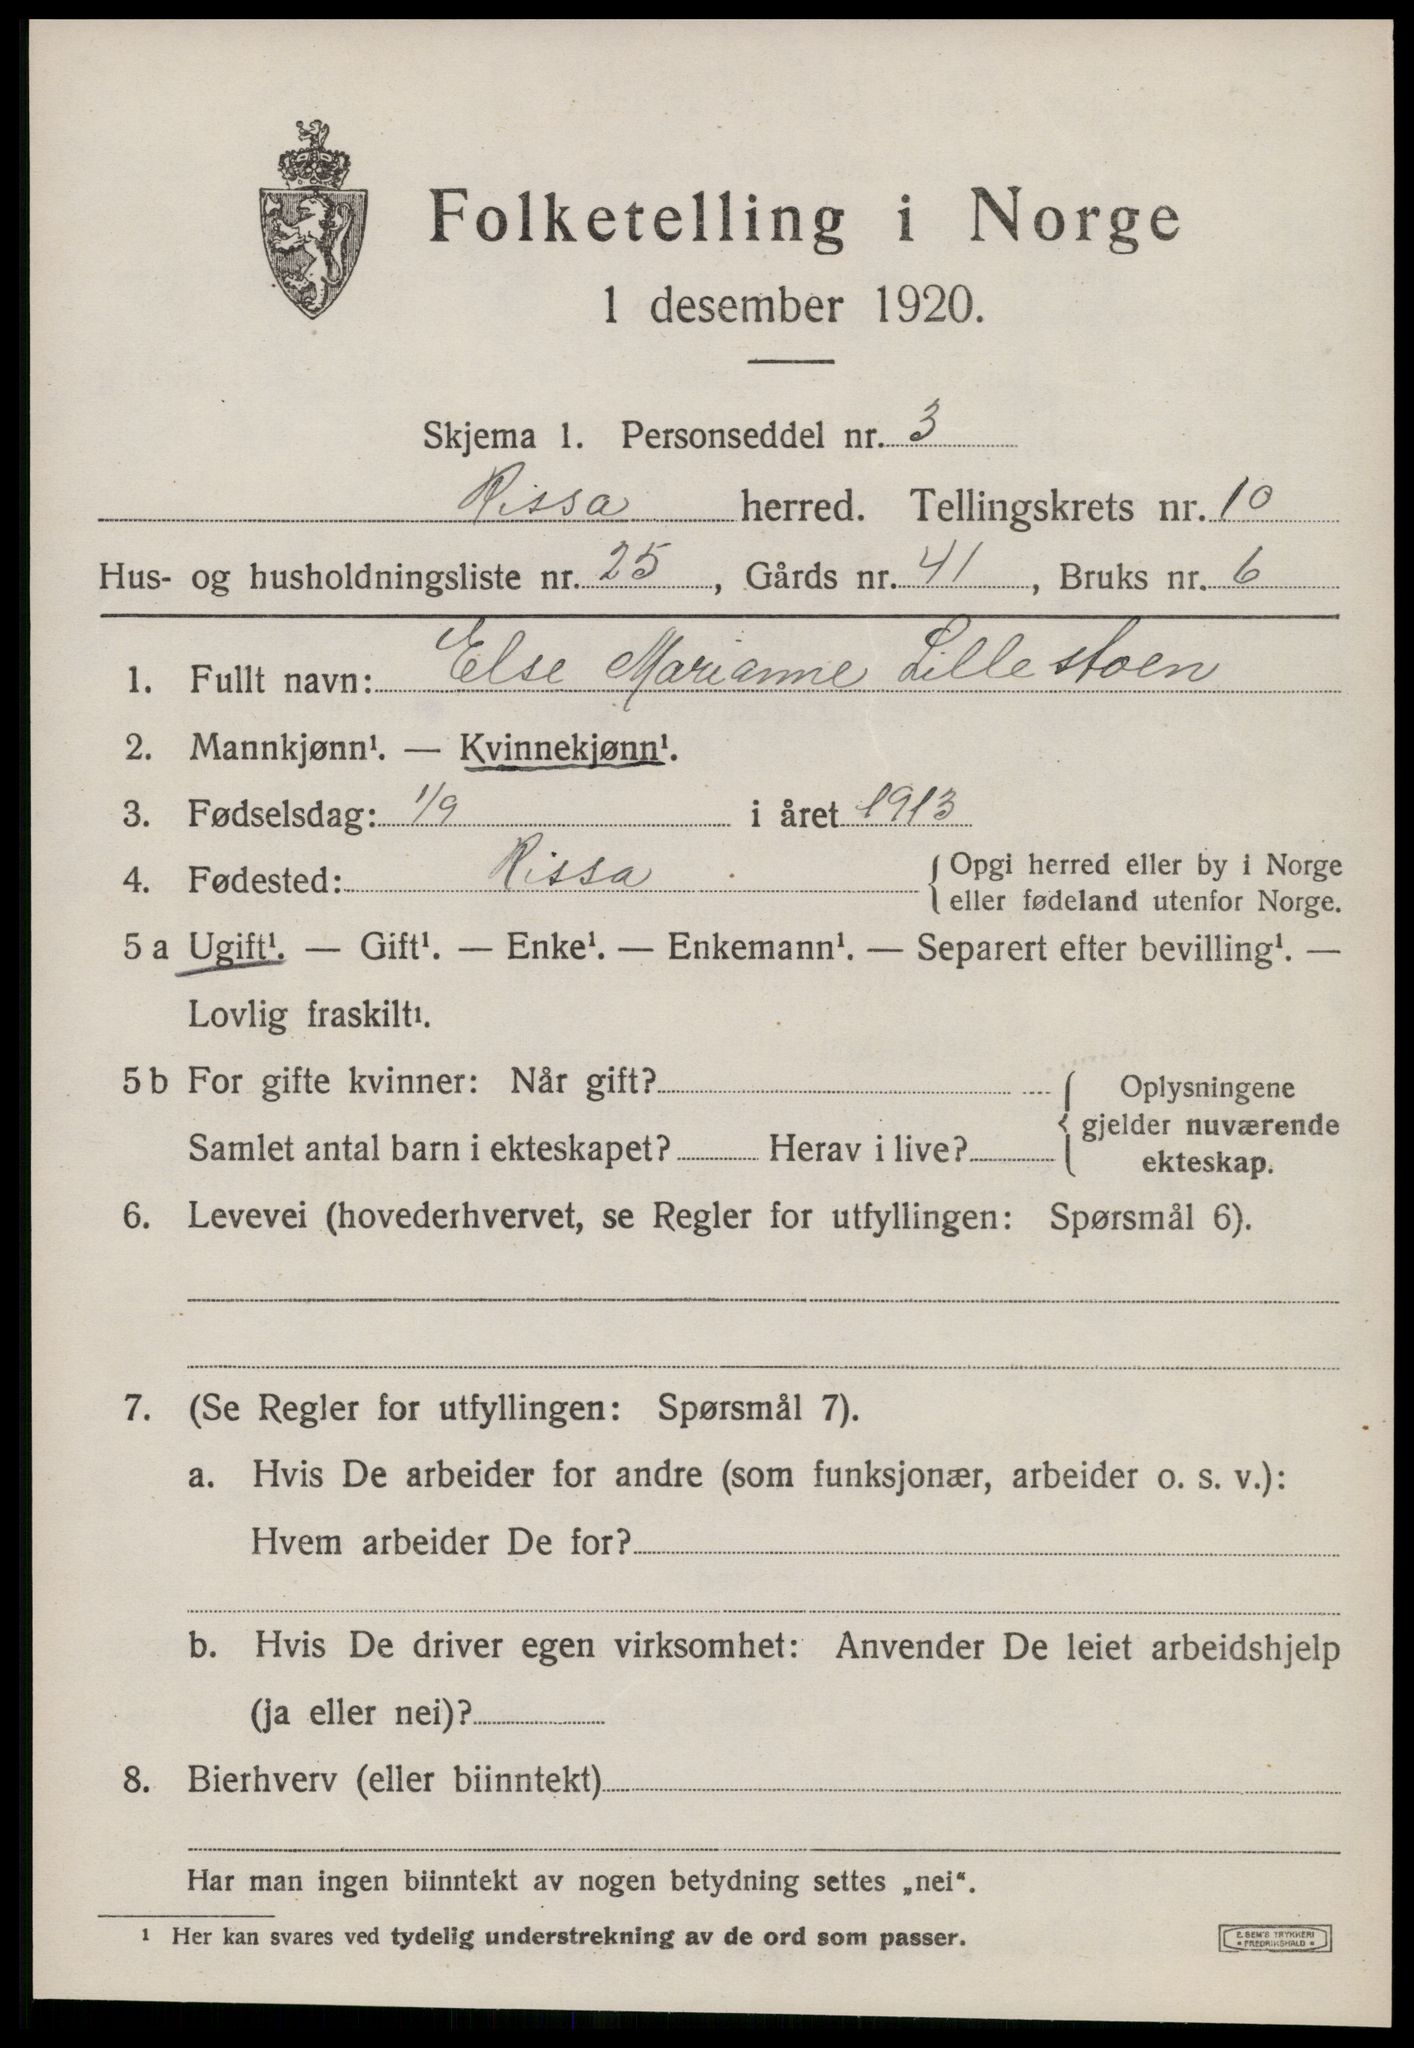 Folketelling i Norge
1 desember 1920.
Skjema 1. Personseddel nr. 3
Rissa herred. Tellingskrets nr. 10
Hus- og husholdningsliste nr. 25, Gårds nr. 41, Bruks nr. 6
1. Fullt navn: Else Marianne Lillestoen
2. Mannkjønn¹. — Kvinnekjønn¹.
3. Fødselsdag: 1/9 i året 1913
4. Fødested: Rissa { Opgi herred eller by i Norge
eller fødeland utenfor Norge.
5 a Ugift¹. — Gift¹. — Enke¹. — Enkemann¹. — Separert efter bevilling¹. —
Lovlig fraskilt¹.
5 b For gifte kvinner: Når gift?
Samlet antal barn i ekteskapet? Herav i live?
{ Oplysningene
gjelder nuværende
ekteskap.
6. Levevei (hovederhvervet, se Regler for utfyllingen: Spørsmål 6).
7. (Se Regler for utfyllingen: Spørsmål 7).
a. Hvis De arbeider for andre (som funksjonær, arbeider o. s. v.):
Hvem arbeider De for?
b. Hvis De driver egen virksomhet: Anvender De leiet arbeidshjelp
(ja eller nei)?
8. Bierhverv (eller biinntekt)
Har man ingen biinntekt av nogen betydning settes „nei“.
¹ Her kan svares ved tydelig understrekning av de ord som passer.
E. SEM'S TRYKKERI
• FREDRIKSHALD •